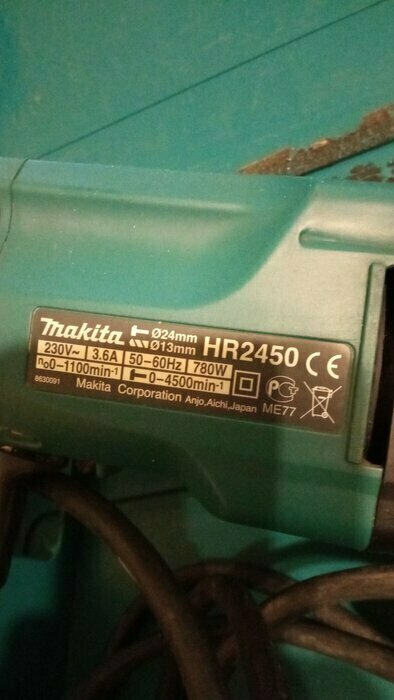 makita Ø24mm Ø13mm HR2450 CE
230V~ 3.6A 50-60Hz 780W
n₀0-1100min⁻¹ 0-4500min⁻¹
8630091 Makita Corporation Anjo,Aichi,Japan ME77